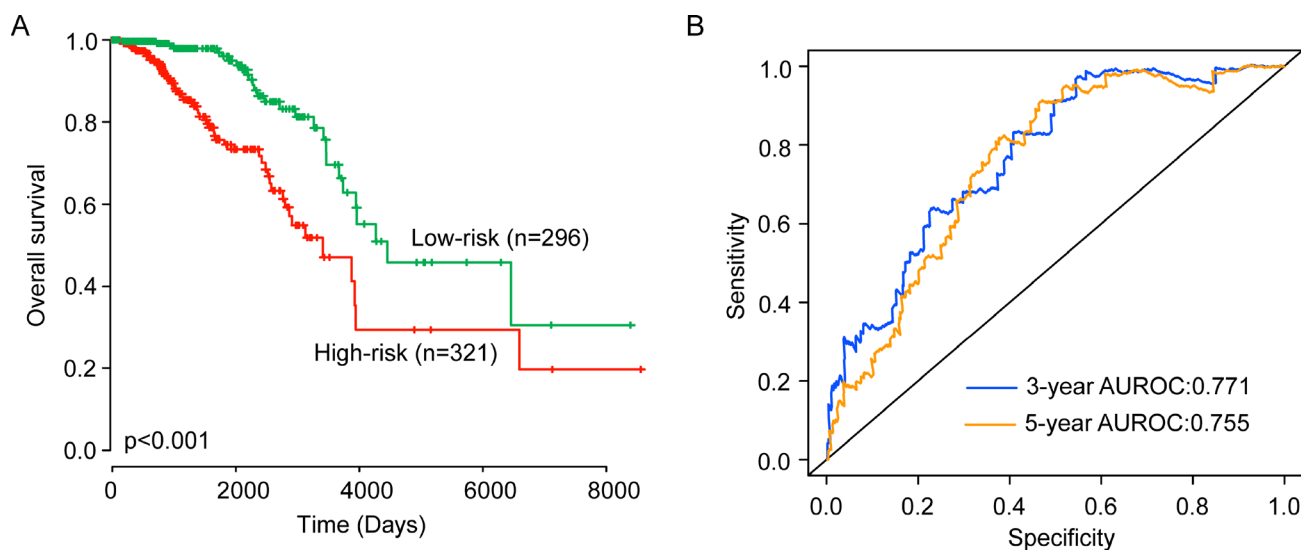 A
1.0
0.8
0.6
0.4
0.2
0.0
Overall survival
Low-risk (n=296)
High-risk (n=321)
p<0.001
0 2000 4000 6000 8000
Time (Days)
B
1.0
0.8
0.6
0.4
0.2
0.0
Sensitivity
3-year AUROC:0.771
5-year AUROC:0.755
0.0 0.2 0.4 0.6 0.8 1.0
Specificity